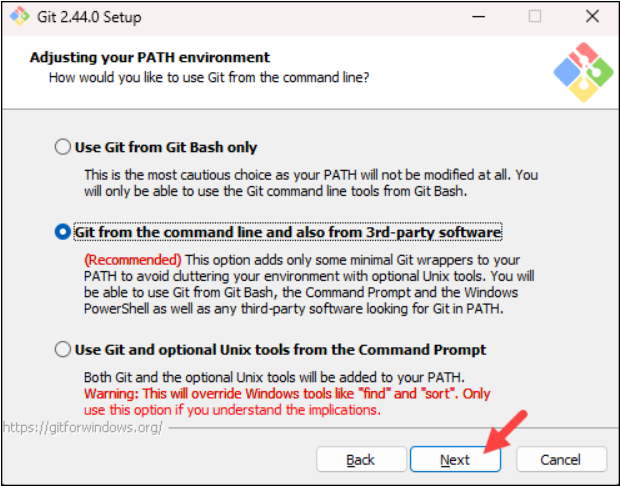 Git 2.44.0 Setup
Adjusting your PATH environment
How would you like to use Git from the command line?
Use Git from Git Bash only
This is the most cautious choice as your PATH will not be modified at all. You
will only be able to use the Git command line tools from Git Bash.
Git from the command line and also from 3rd-party software
(Recommended) This option adds only some minimal Git wrappers to your
PATH to avoid cluttering your environment with optional Unix tools. You will
be able to use Git from Git Bash, the Command Prompt and the Windows
PowerShell as well as any third-party software looking for Git in PATH.
Use Git and optional Unix tools from the Command Prompt
Both Git and the optional Unix tools will be added to your PATH.
Warning: This will override Windows tools like "find" and "sort". Only
use this option if you understand the implications.
https://gitforwindows.org/
Back Next Cancel